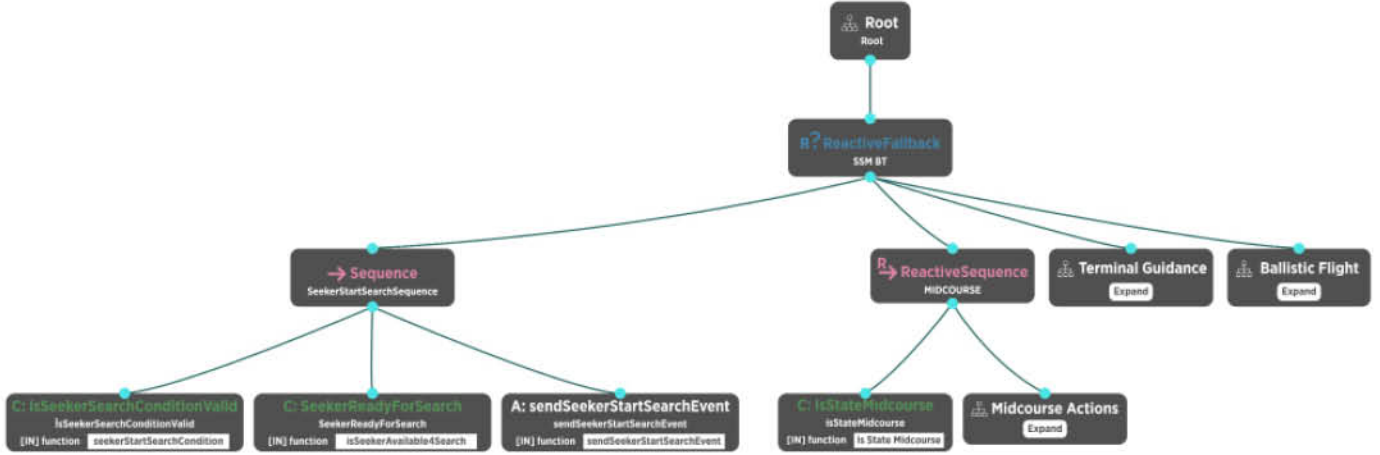 Root
Root
R? ReactiveFallback
SSM BT
→ Sequence
SeekerStartSearchSequence
R→ ReactiveSequence
MIDCOURSE
Terminal Guidance
Expand
Ballistic Flight
Expand
C: IsSeekerSearchConditionValid
IsSeekerSearchConditionValid
[IN] function seekerStartSearchCondition
C: SeekerReadyForSearch
SeekerReadyForSearch
[IN] function isSeekerAvailable4Search
A: sendSeekerStartSearchEvent
sendSeekerStartSearchEvent
[IN] function sendSeekerStartSearchEvent
C: IsStateMidcourse
isStateMidcourse
[IN] function Is State Midcourse
Midcourse Actions
Expand